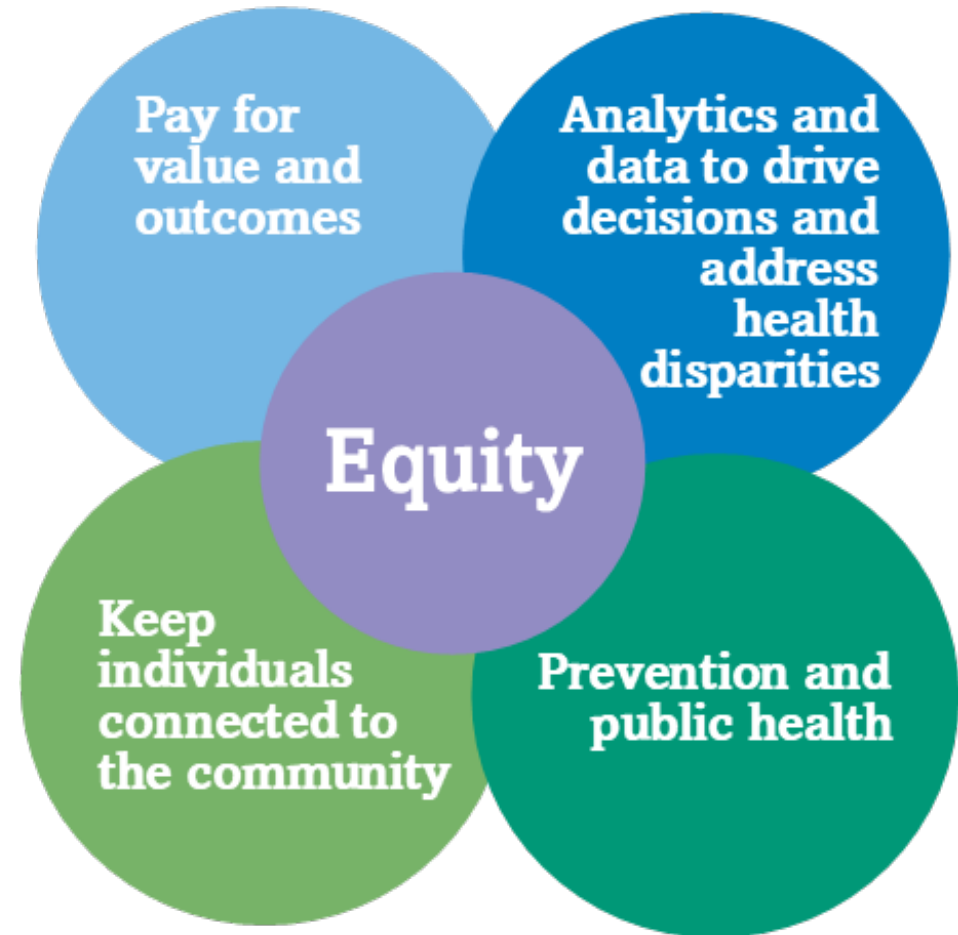 Pay for
value and
outcomes
Analytics and
data to drive
decisions and
address
health
disparities
Equity
Keep
individuals
connected to
the community
Prevention and
public health